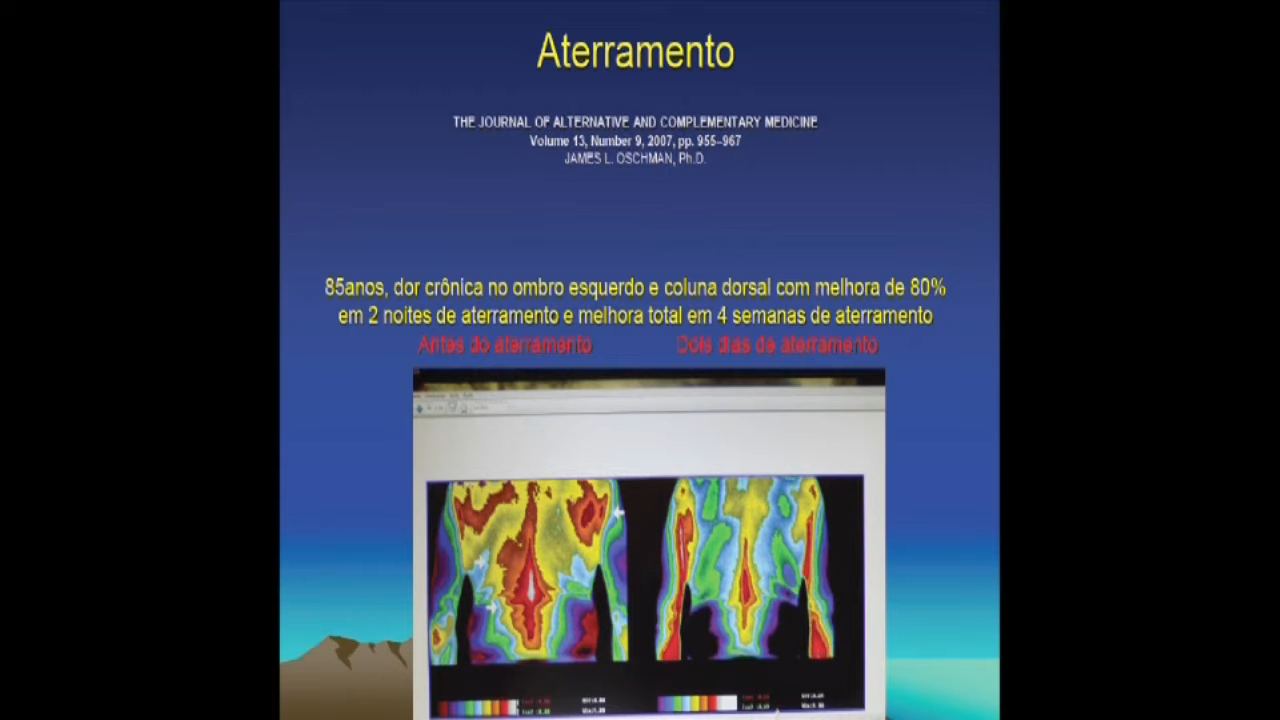 Aterramento
THE JOURNAL OF ALTERNATIVE AND COMPLEMENTARY MEDICINE
Volume 13, Number 9, 2007, pp. 955–967
JAMES L. OSCHMAN, Ph.D.
85anos, dor crônica no ombro esquerdo e coluna dorsal com melhora de 80%
em 2 noites de aterramento e melhora total em 4 semanas de aterramento
Antes do aterramento Dois dias de aterramento